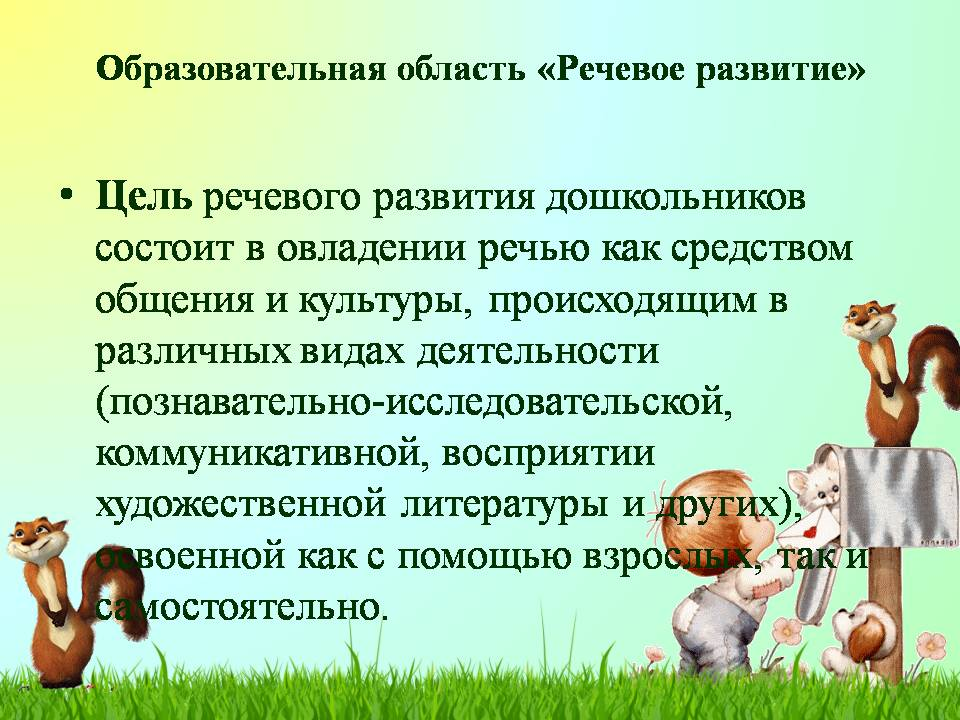 Образовательная область «Речевое развитие»
• Цель речевого развития дошкольников
состоит в овладении речью как средством
общения и культуры, происходящим в
различных видах деятельности
(познавательно-исследовательской,
коммуникативной, восприятии
художественной литературы и других),
освоенной как с помощью взрослых, так и
самостоятельно.